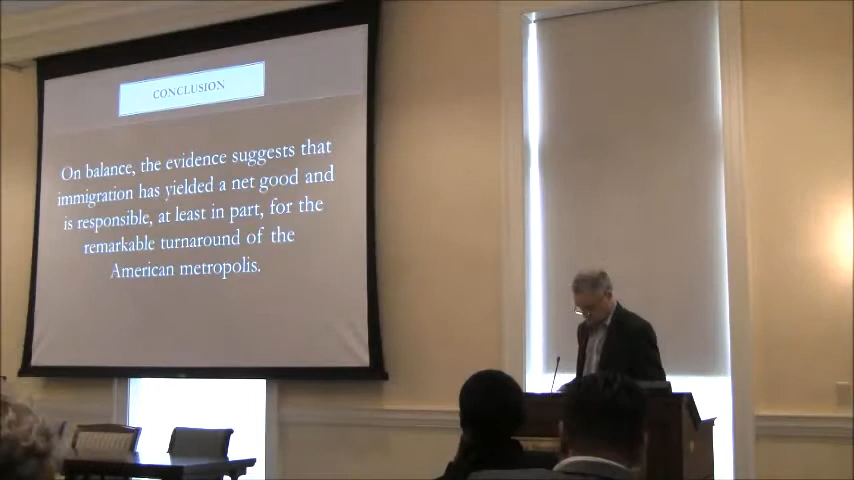 CONCLUSION
On balance, the evidence suggests that
immigration has yielded a net good and
is responsible, at least in part, for the
remarkable turnaround of the
American metropolis.